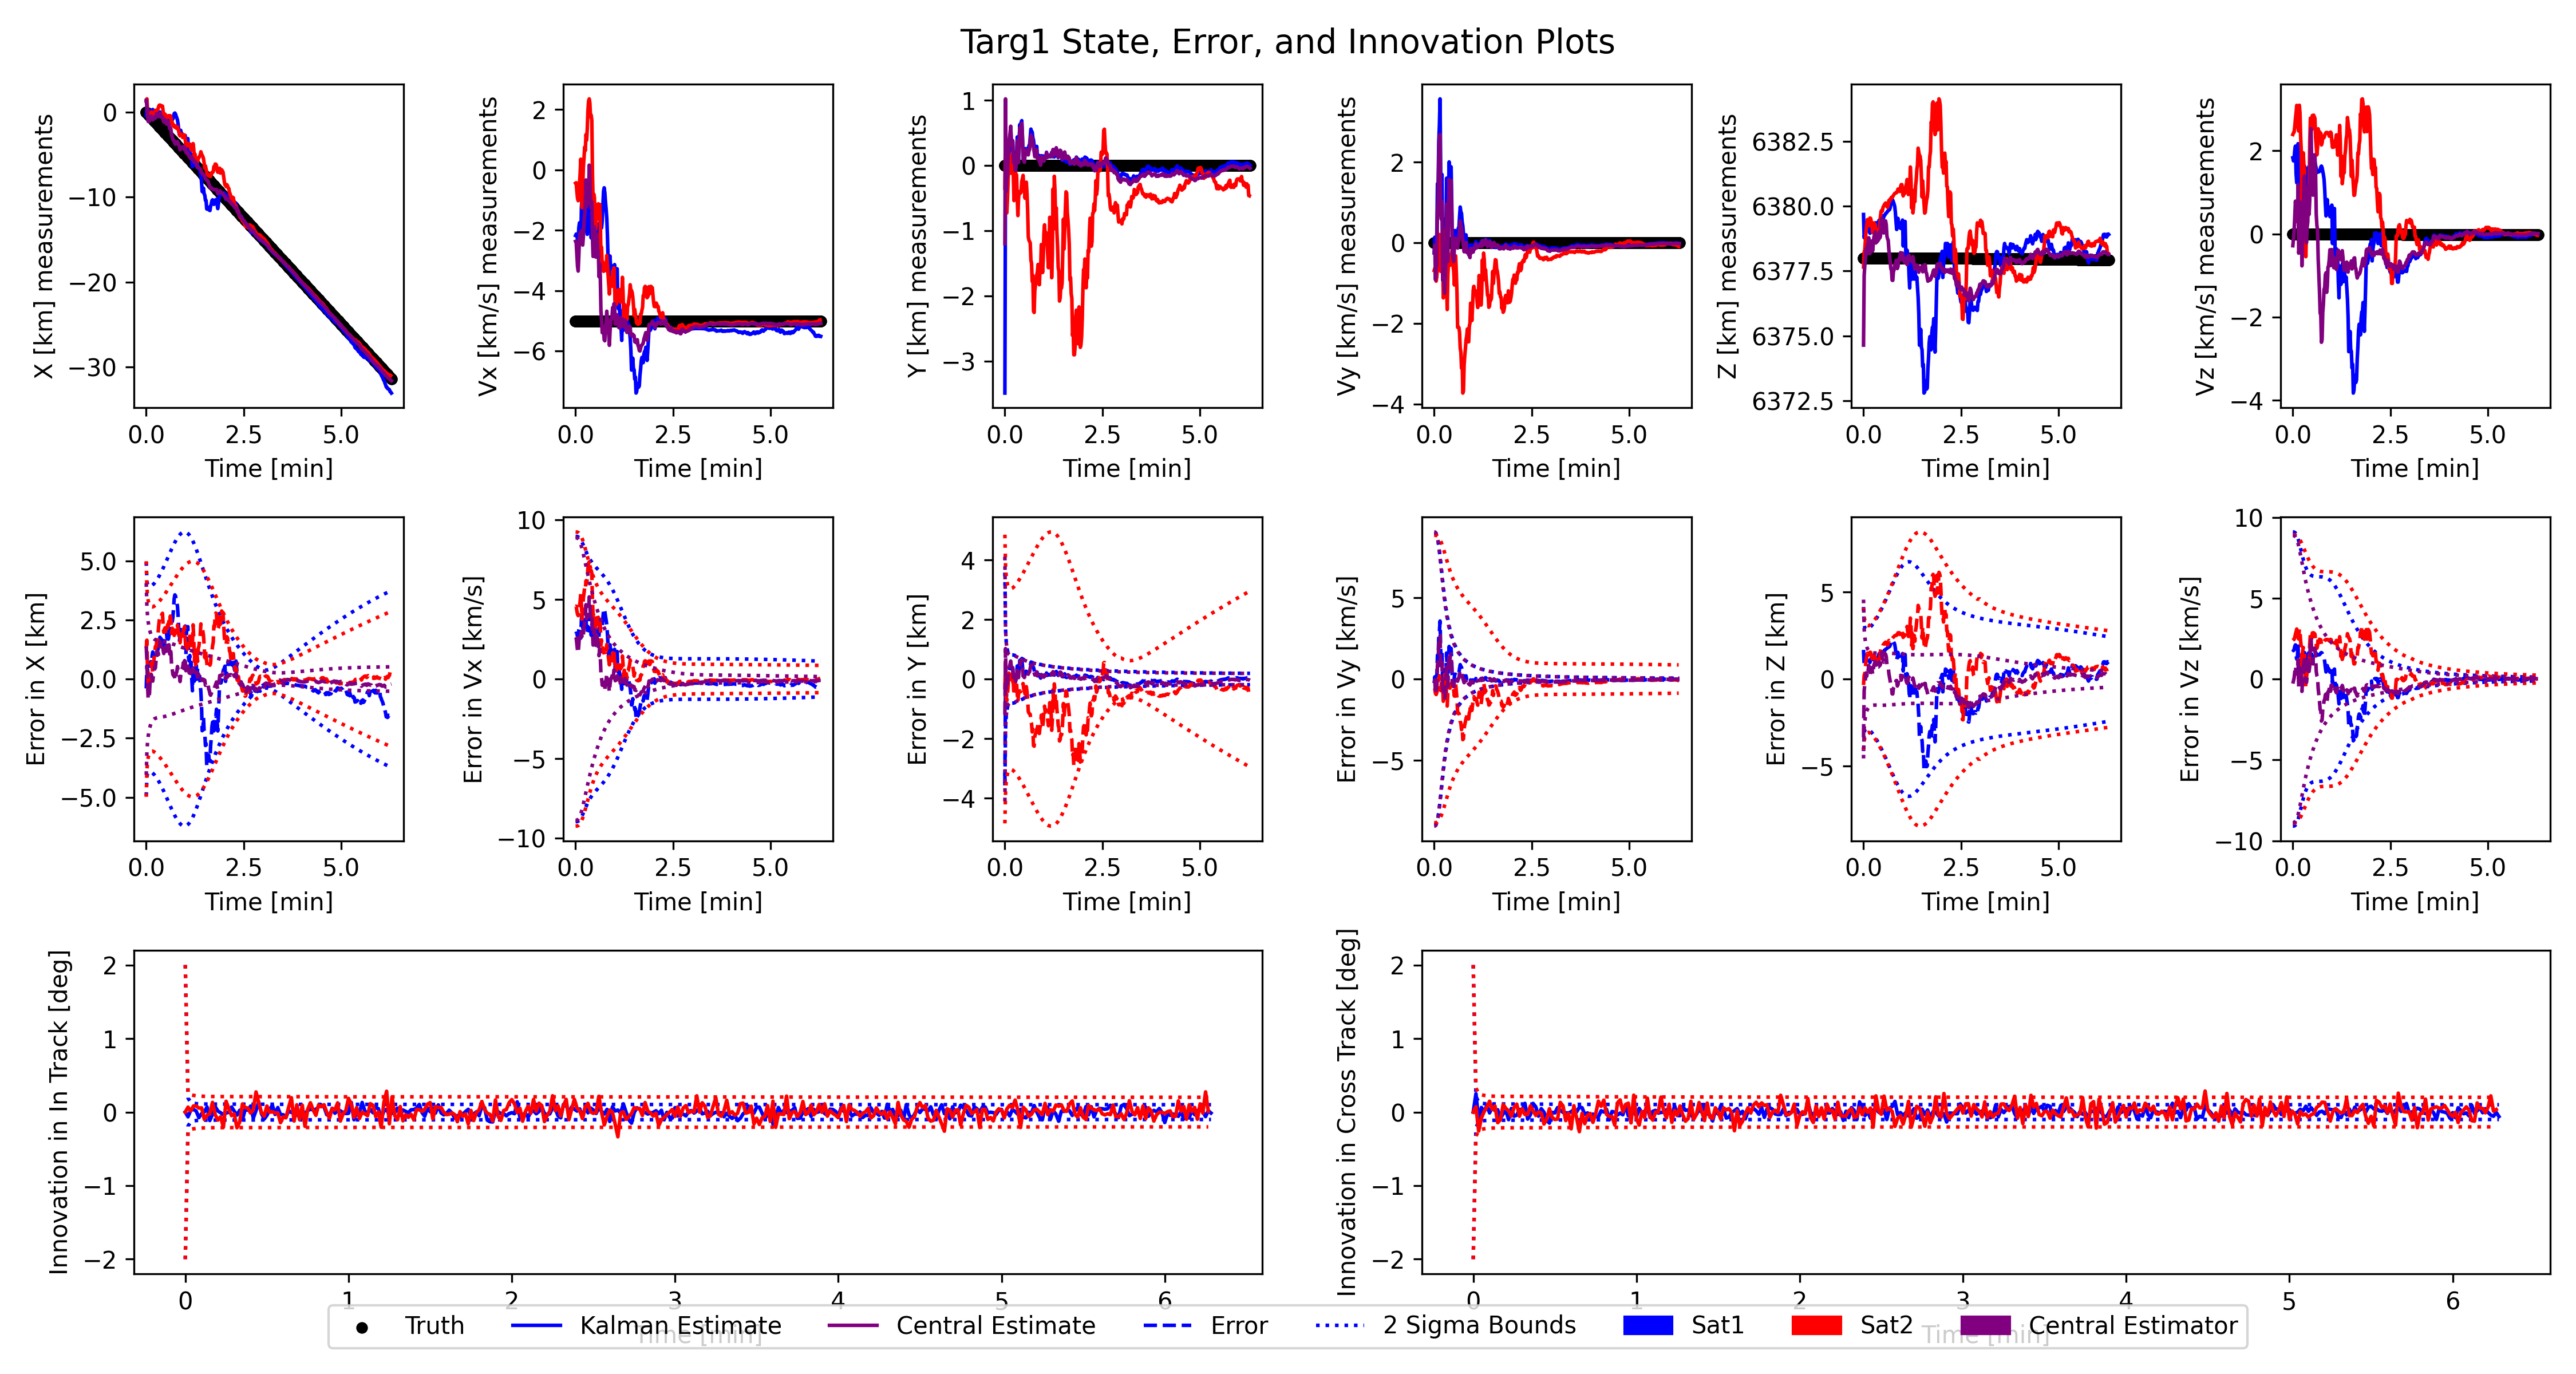 Targ1 State, Error, and Innovation Plots
X [km] measurements
0
−10
−20
−30
0.0 2.5 5.0
Time [min]
Vx [km/s] measurements
2
0
−2
−4
−6
0.0 2.5 5.0
Time [min]
Y [km] measurements
1
0
−1
−2
−3
0.0 2.5 5.0
Time [min]
Vy [km/s] measurements
2
0
−2
−4
0.0 2.5 5.0
Time [min]
Z [km] measurements
6382.5
6380.0
6377.5
6375.0
6372.5
0.0 2.5 5.0
Time [min]
Vz [km/s] measurements
2
0
−2
−4
0.0 2.5 5.0
Time [min]
Error in X [km]
5.0
2.5
0.0
−2.5
−5.0
0.0 2.5 5.0
Time [min]
Error in Vx [km/s]
10
5
0
−5
−10
0.0 2.5 5.0
Time [min]
Error in Y [km]
4
2
0
−2
−4
0.0 2.5 5.0
Time [min]
Error in Vy [km/s]
5
0
−5
0.0 2.5 5.0
Time [min]
Error in Z [km]
5
0
−5
0.0 2.5 5.0
Time [min]
Error in Vz [km/s]
10
5
0
−5
−10
0.0 2.5 5.0
Time [min]
Innovation in In Track [deg]
2
1
0
−1
−2
0 1 2 3 4 5 6
Time [min]
Innovation in Cross Track [deg]
2
1
0
−1
−2
0 1 2 3 4 5 6
Time [min]
Truth Kalman Estimate Central Estimate Error 2 Sigma Bounds Sat1 Sat2 Central Estimator